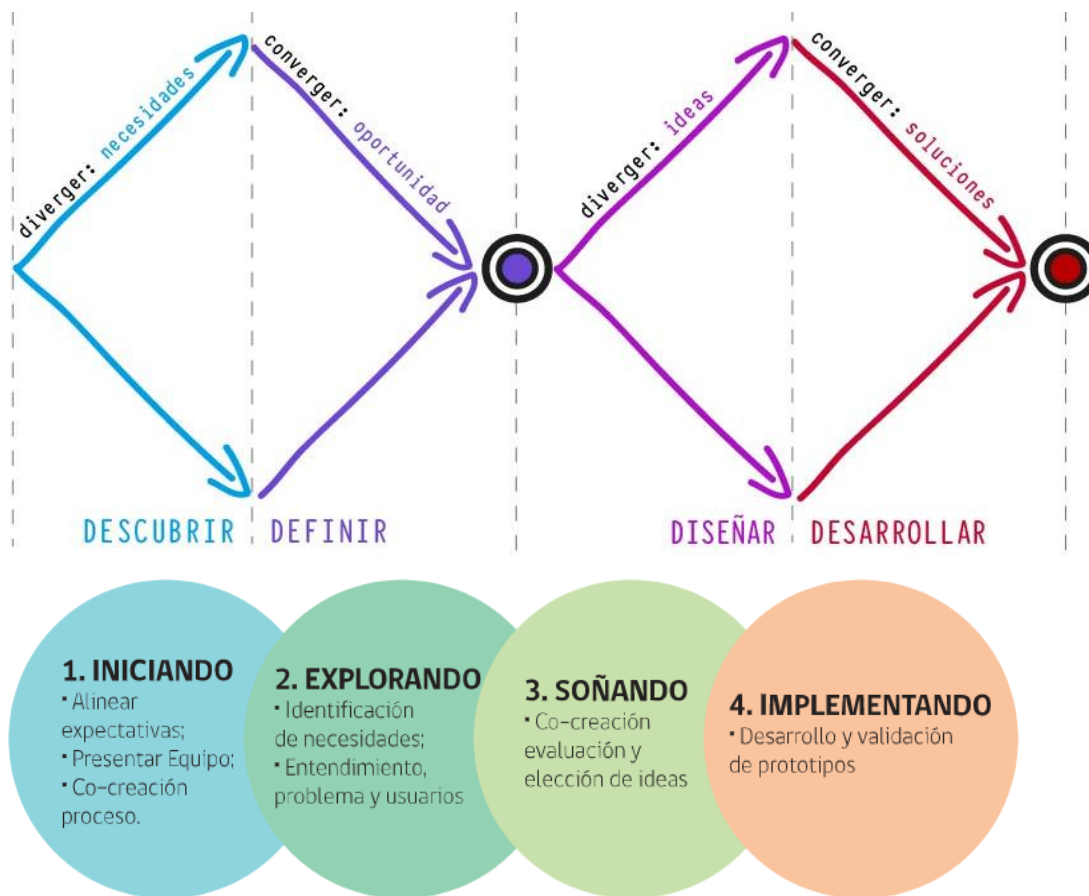 diverger: necesidades
converger: oportunidad
diverger: ideas
converger: soluciones
DESCUBRIR
DEFINIR
DISEÑAR
DESARROLLAR
1. INICIANDO
▪ Alinear
expectativas;
▪ Presentar Equipo;
▪ Co-creación
proceso.
2. EXPLORANDO
▪ Identificación
de necesidades;
▪ Entendimiento,
problema y usuarios
3. SOÑANDO
▪ Co-creación
evaluación y
elección de ideas
4. IMPLEMENTANDO
▪ Desarrollo y validación
de prototipos